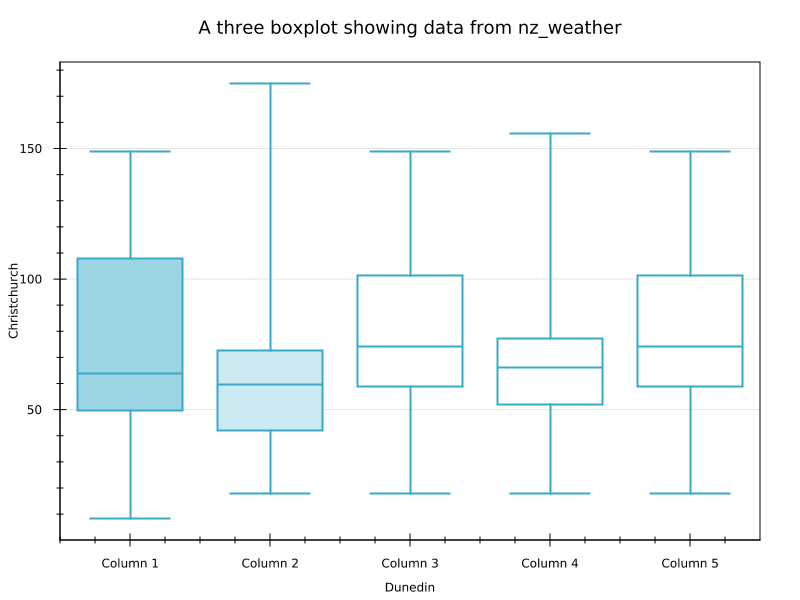 A three boxplot showing data from nz_weather
150
100
50
Christchurch
Column 1 Column 2 Column 3 Column 4 Column 5
Dunedin